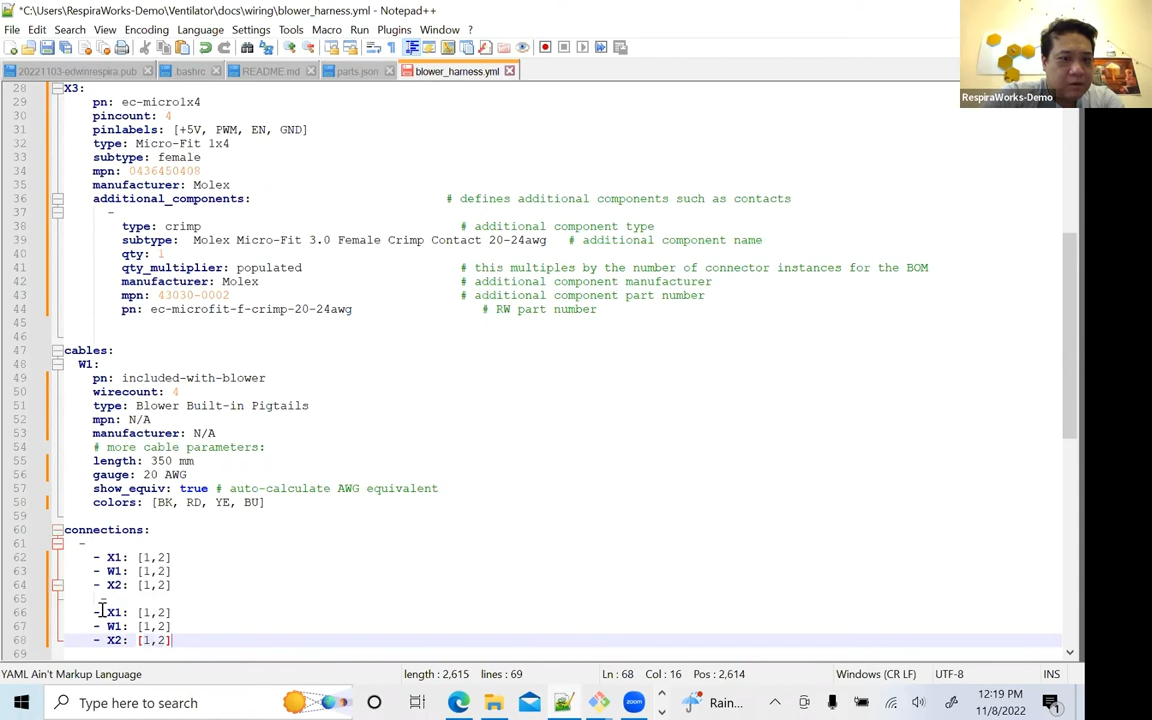 *C:\Users\RespiraWorks-Demo\Ventilator\docs\wiring\blower_harness.yml - Notepad++
File Edit Search View Encoding Language Settings Tools Macro Run Plugins Window ?
20221103-edwinrespira.pub .bashrc README.md parts.json blower_harness.yml
RespiraWorks-Demo
28 X3:
29 pn: ec-micro1x4
30 pincount: 4
31 pinlabels: [+5V, PWM, EN, GND]
32 type: Micro-Fit 1x4
33 subtype: female
34 mpn: 0436450408
35 manufacturer: Molex
36 additional_components: # defines additional components such as contacts
37 -
38 type: crimp # additional component type
39 subtype: Molex Micro-Fit 3.0 Female Crimp Contact 20-24awg # additional component name
40 qty: 1
41 qty_multiplier: populated # this multiples by the number of connector instances for the BOM
42 manufacturer: Molex # additional component manufacturer
43 mpn: 43030-0002 # additional component part number
44 pn: ec-microfit-f-crimp-20-24awg # RW part number
45
46
47 cables:
48 W1:
49 pn: included-with-blower
50 wirecount: 4
51 type: Blower Built-in Pigtails
52 mpn: N/A
53 manufacturer: N/A
54 # more cable parameters:
55 length: 350 mm
56 gauge: 20 AWG
57 show_equiv: true # auto-calculate AWG equivalent
58 colors: [BK, RD, YE, BU]
59
60 connections:
61 -
62 - X1: [1,2]
63 - W1: [1,2]
64 - X2: [1,2]
65 -
66 - X1: [1,2]
67 - W1: [1,2]
68 - X2: [1,2]
69
YAML Ain't Markup Language length : 2,615 lines : 69 Ln : 68 Col : 16 Pos : 2,614 Windows (CR LF) UTF-8 INS
Type here to search zoom Rain... 12:19 PM
11/8/2022 1